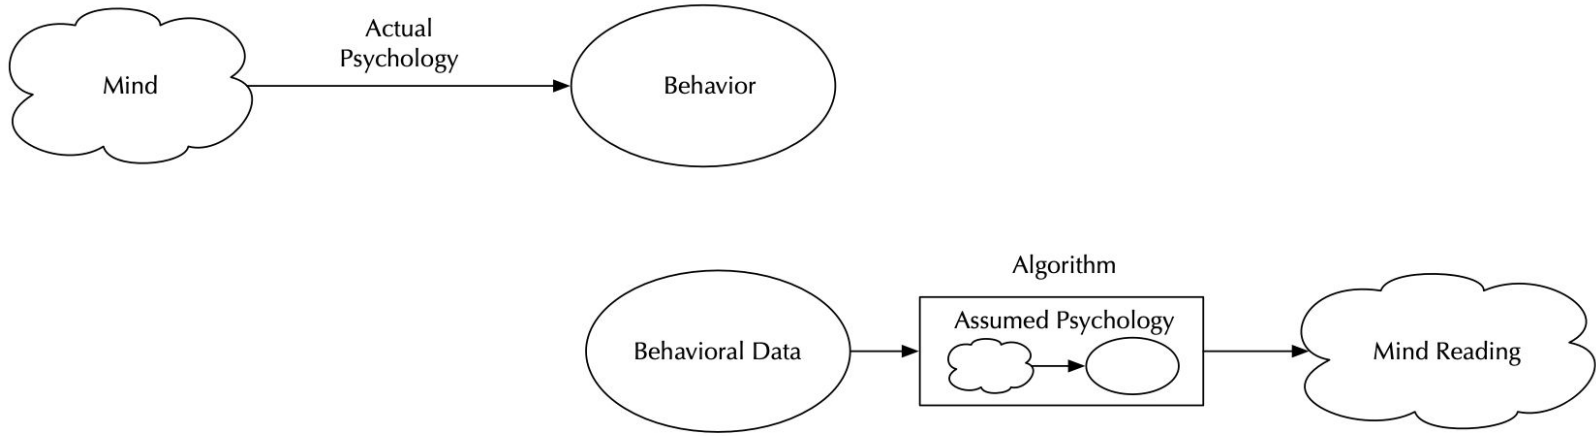 Actual
Psychology
Mind
Behavior
Algorithm
Assumed Psychology
Behavioral Data
Mind Reading